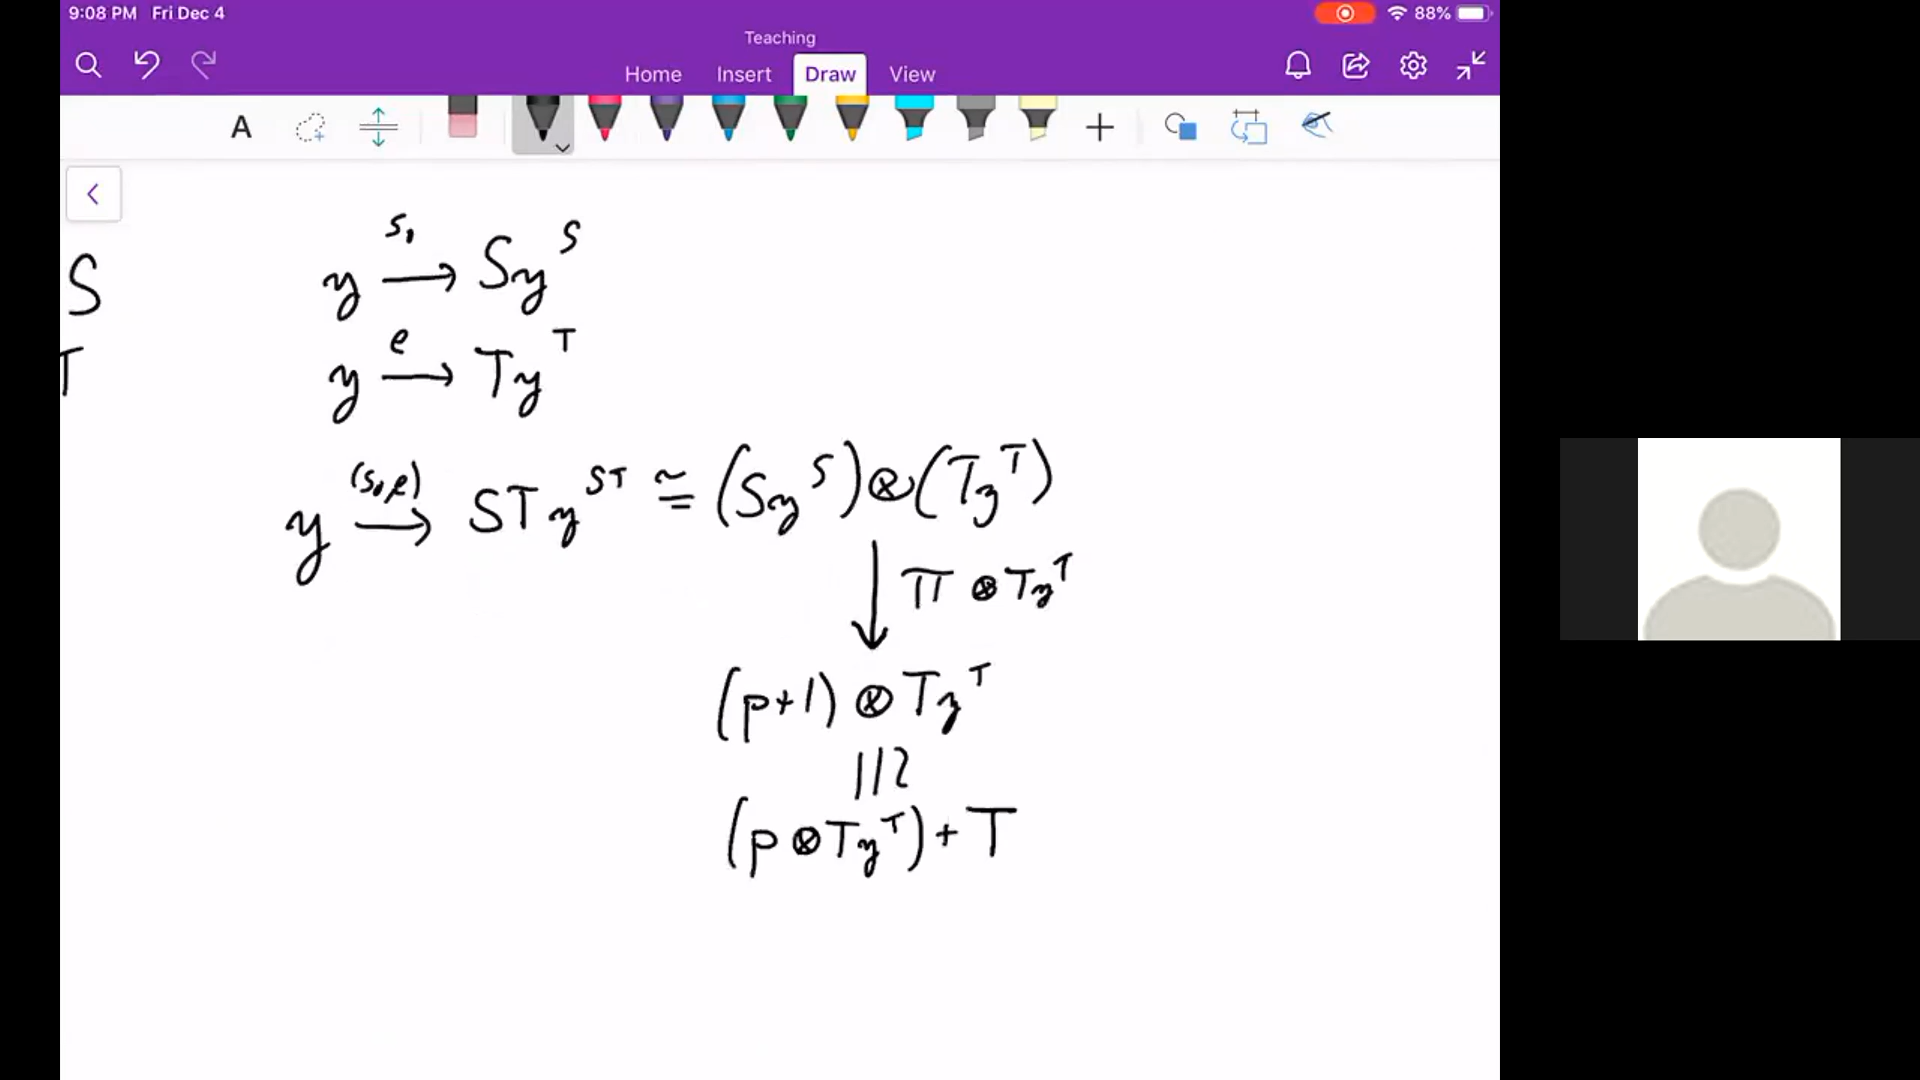 9:08 PM Fri Dec 4 88%
Teaching
Home Insert Draw View
A
S y —s₁→ Sy^S
T y —e→ Ty^T
y —(s₁,e)→ STy^{ST} ≅ (Sy^S)⊗(Ty^T)
↓ π ⊗ Ty^T
(p+1) ⊗ Ty^T
≅
(p ⊗ Ty^T) + T